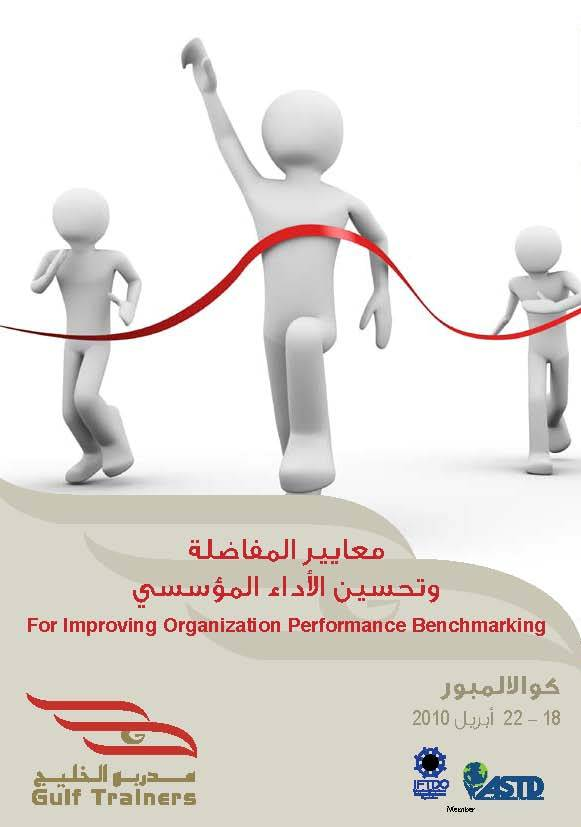 معايير المفاضلة
وتحسين الأداء المؤسسي
For Improving Organization Performance Benchmarking
كوالالمبور
18 – 22 أبريل 2010
مدربو الخليج
Gulf Trainers
IFTDO
ASTD
Member